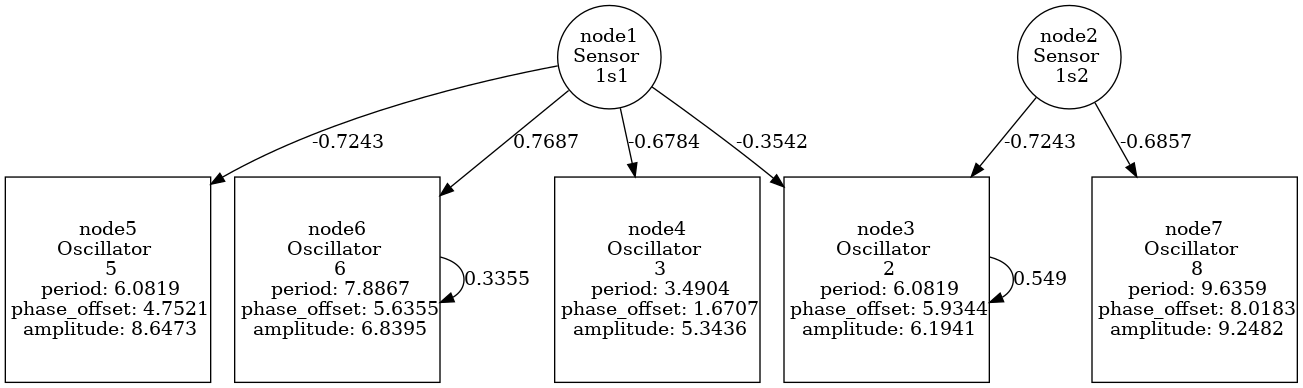 node1
Sensor
1s1
node2
Sensor
1s2
-0.7243
0.7687
-0.6784
-0.3542
-0.7243
-0.6857
node5
Oscillator
5
period: 6.0819
phase_offset: 4.7521
amplitude: 8.6473
node6
Oscillator
6
period: 7.8867
phase_offset: 5.6355
amplitude: 6.8395
0.3355
node4
Oscillator
3
period: 3.4904
phase_offset: 1.6707
amplitude: 5.3436
node3
Oscillator
2
period: 6.0819
phase_offset: 5.9344
amplitude: 6.1941
0.549
node7
Oscillator
8
period: 9.6359
phase_offset: 8.0183
amplitude: 9.2482